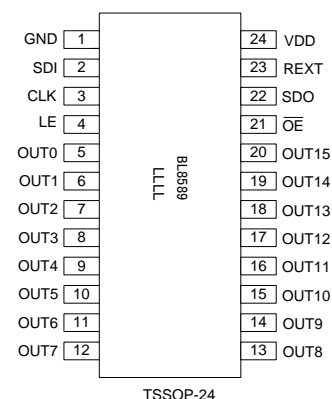 GND 1 24 VDD
SDI 2 23 REXT
CLK 3 22 SDO
LE 4 21 OE
OUT0 5 20 OUT15
OUT1 6 19 OUT14
OUT2 7 18 OUT13
OUT3 8 17 OUT12
OUT4 9 16 OUT11
OUT5 10 15 OUT10
OUT6 11 14 OUT9
OUT7 12 13 OUT8
BL8589
LLLL
TSSOP-24